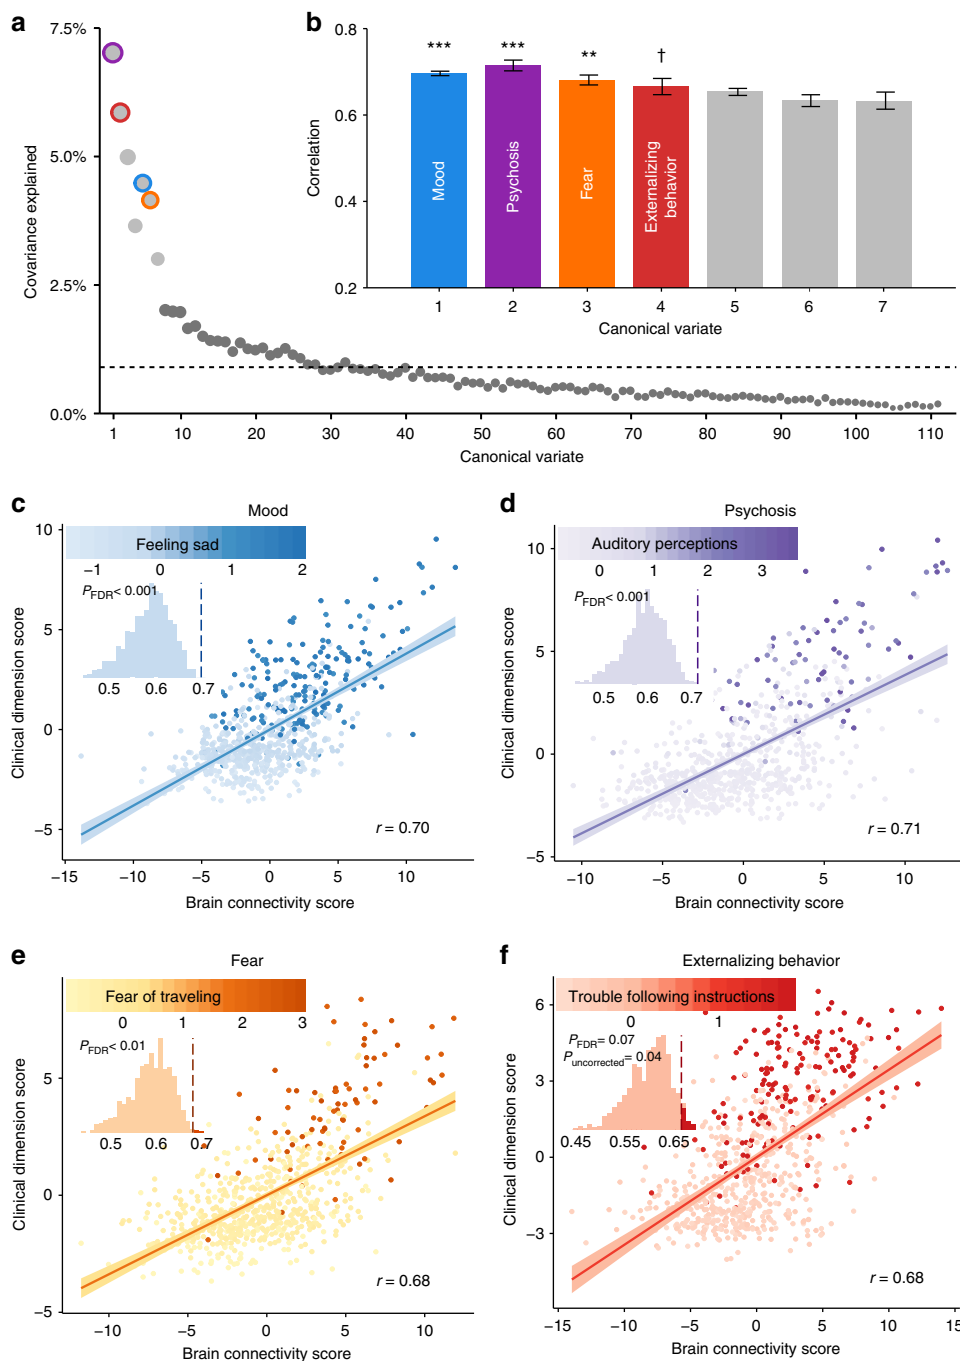 a
7.5%
5.0%
2.5%
0.0%
Covariance explained
1
10
20
30
40
50
60
70
80
90
100
110
Canonical variate
b
0.8
0.6
0.4
0.2
Correlation
***
***
**
†
Mood
Psychosis
Fear
Externalizing
behavior
1
2
3
4
5
6
7
Canonical variate
c
Mood
10
5
0
−5
Clinical dimension score
Feeling sad
−1
0
1
2
PFDR< 0.001
0.5
0.6
0.7
r = 0.70
−15
−10
−5
0
5
10
Brain connectivity score
d
Psychosis
10
5
0
−5
Clinical dimension score
Auditory perceptions
0
1
2
3
PFDR< 0.001
0.5
0.6
0.7
r = 0.71
−10
−5
0
5
10
Brain connectivity score
e
Fear
5
0
−5
Clinical dimension score
Fear of traveling
0
1
2
3
PFDR< 0.01
0.5
0.6
0.7
r = 0.68
−10
−5
0
5
10
Brain connectivity score
f
Externalizing behavior
6
3
0
−3
Clinical dimension score
Trouble following instructions
0
1
PFDR= 0.07
Puncorrected= 0.04
0.45
0.55
0.65
r = 0.68
−15
−10
−5
0
5
10
15
Brain connectivity score